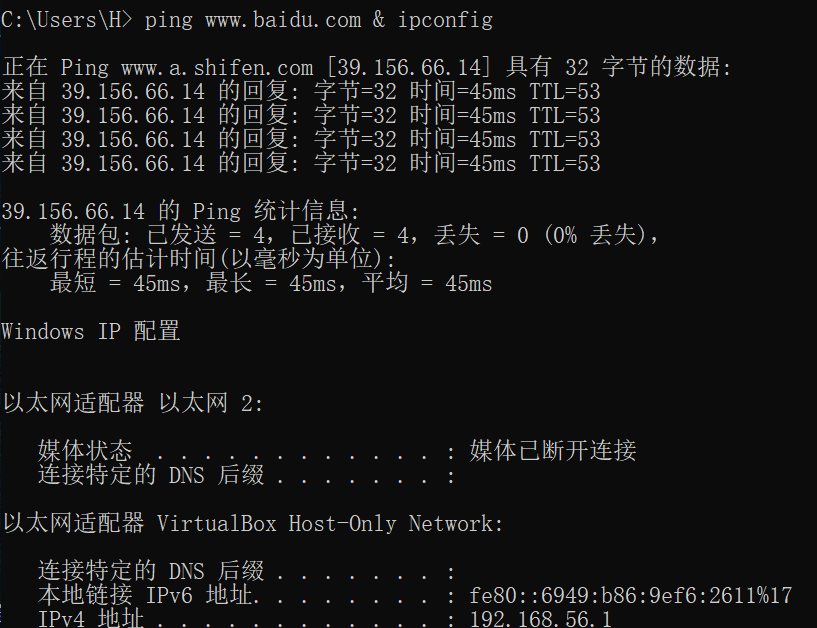 C:\Users\H> ping www.baidu.com & ipconfig
正在 Ping www.a.shifen.com [39.156.66.14] 具有 32 字节的数据:
来自 39.156.66.14 的回复: 字节=32 时间=45ms TTL=53
来自 39.156.66.14 的回复: 字节=32 时间=45ms TTL=53
来自 39.156.66.14 的回复: 字节=32 时间=45ms TTL=53
来自 39.156.66.14 的回复: 字节=32 时间=45ms TTL=53
39.156.66.14 的 Ping 统计信息:
    数据包: 已发送 = 4，已接收 = 4，丢失 = 0 (0% 丢失)，
往返行程的估计时间(以毫秒为单位):
    最短 = 45ms，最长 = 45ms，平均 = 45ms
Windows IP 配置
以太网适配器 以太网 2:
   媒体状态  . . . . . . . . . . . . : 媒体已断开连接
   连接特定的 DNS 后缀 . . . . . . . :
以太网适配器 VirtualBox Host-Only Network:
   连接特定的 DNS 后缀 . . . . . . . :
   本地链接 IPv6 地址. . . . . . . . : fe80::6949:b86:9ef6:2611%17
   IPv4 地址 . . . . . . . . . . . . : 192.168.56.1